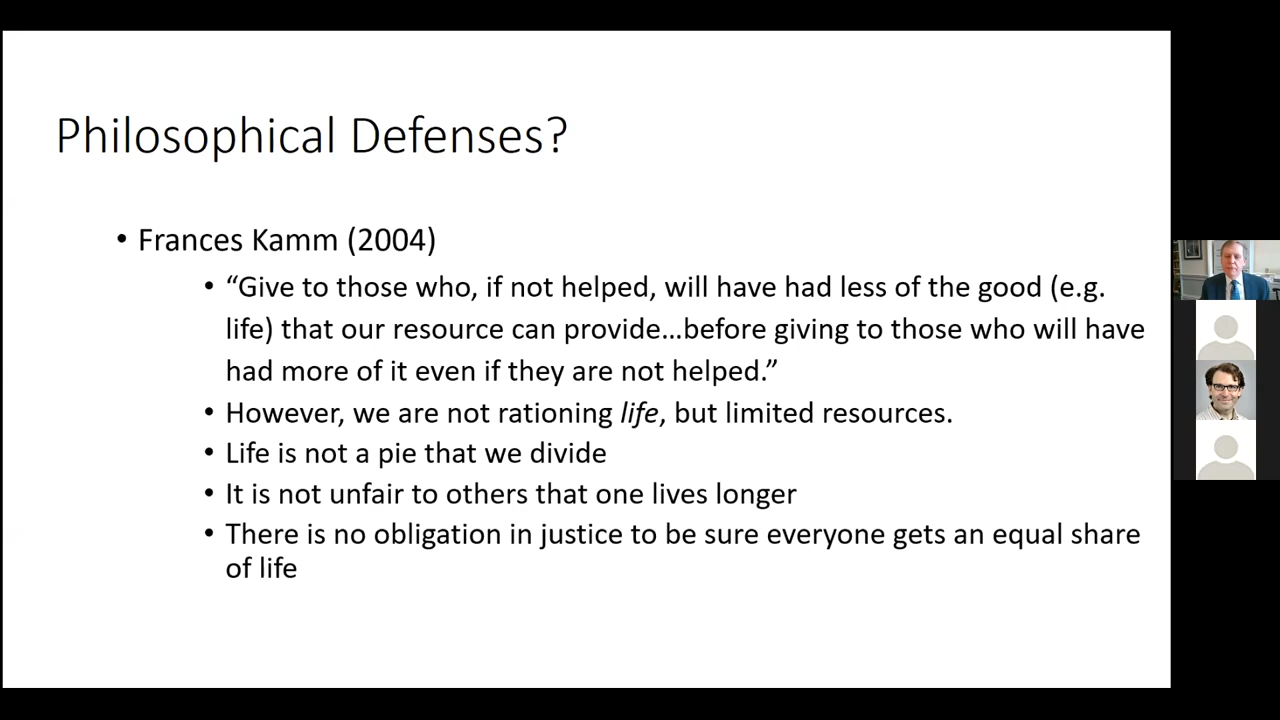 Philosophical Defenses?
• Frances Kamm (2004)
• “Give to those who, if not helped, will have had less of the good (e.g.
life) that our resource can provide…before giving to those who will have
had more of it even if they are not helped.”
• However, we are not rationing life, but limited resources.
• Life is not a pie that we divide
• It is not unfair to others that one lives longer
• There is no obligation in justice to be sure everyone gets an equal share
of life